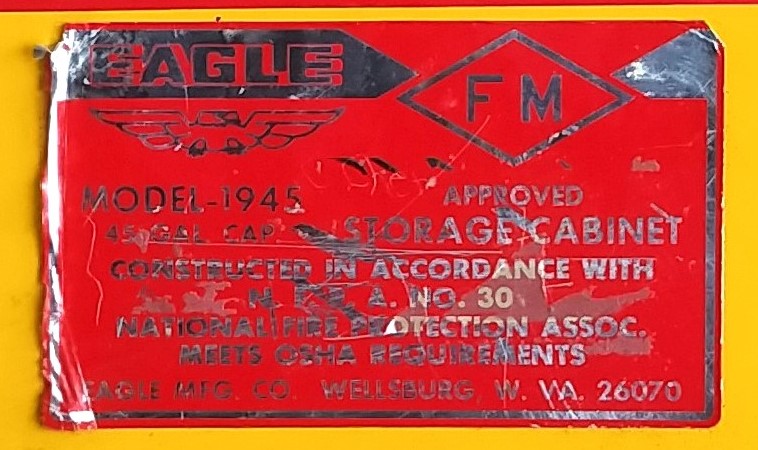 EAGLE
FM
MODEL-1945
45 GAL. CAP.
APPROVED
STORAGE CABINET
CONSTRUCTED IN ACCORDANCE WITH
N. F. P. A. NO. 30
NATIONAL FIRE PROTECTION ASSOC.
MEETS OSHA REQUIREMENTS
EAGLE MFG. CO. WELLSBURG, W. VA. 26070